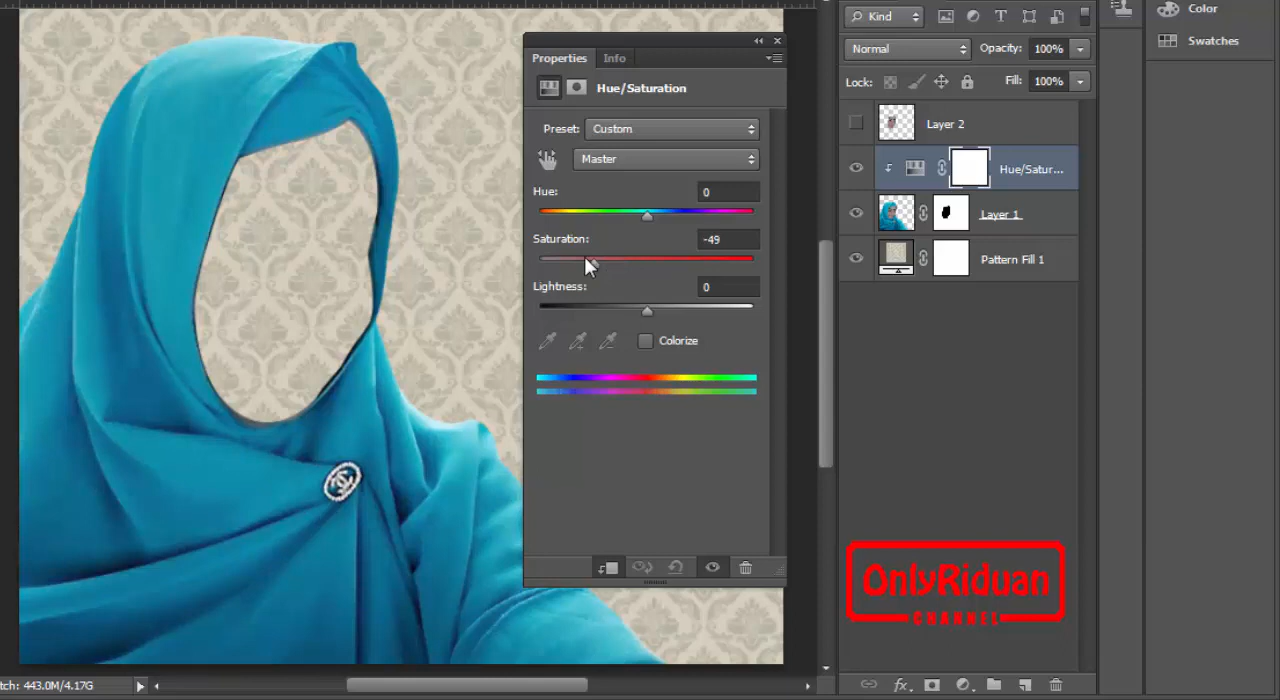 Properties
Info
Hue/Saturation
Preset:
Custom
Master
Hue:
0
Saturation:
-49
Lightness:
0
Colorize
Kind
Normal
Opacity:
100%
Lock:
Fill:
100%
Layer 2
Hue/Satur...
Layer 1
Pattern Fill 1
Color
Swatches
OnlyRiduan
CHANNEL
tch: 443.0M/4.17G
fx